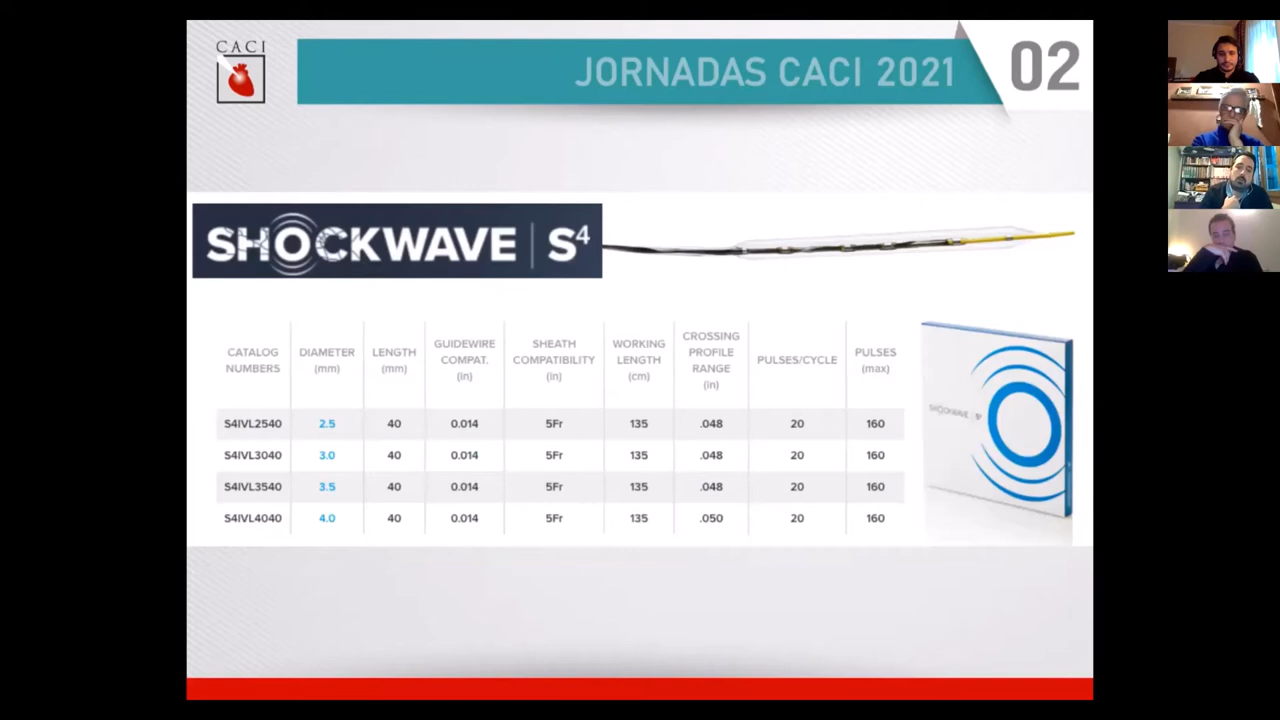 CACI
JORNADAS CACI 2021
02
SHOCKWAVE | S⁴
CATALOG NUMBERS
DIAMETER (mm)
LENGTH (mm)
GUIDEWIRE COMPAT. (in)
SHEATH COMPATIBILITY (in)
WORKING LENGTH (cm)
CROSSING PROFILE RANGE (in)
PULSES/CYCLE
PULSES (max)
S4IVL2540 2.5 40 0.014 5Fr 135 .048 20 160
S4IVL3040 3.0 40 0.014 5Fr 135 .048 20 160
S4IVL3540 3.5 40 0.014 5Fr 135 .048 20 160
S4IVL4040 4.0 40 0.014 5Fr 135 .050 20 160
SHOCKWAVE | S⁴